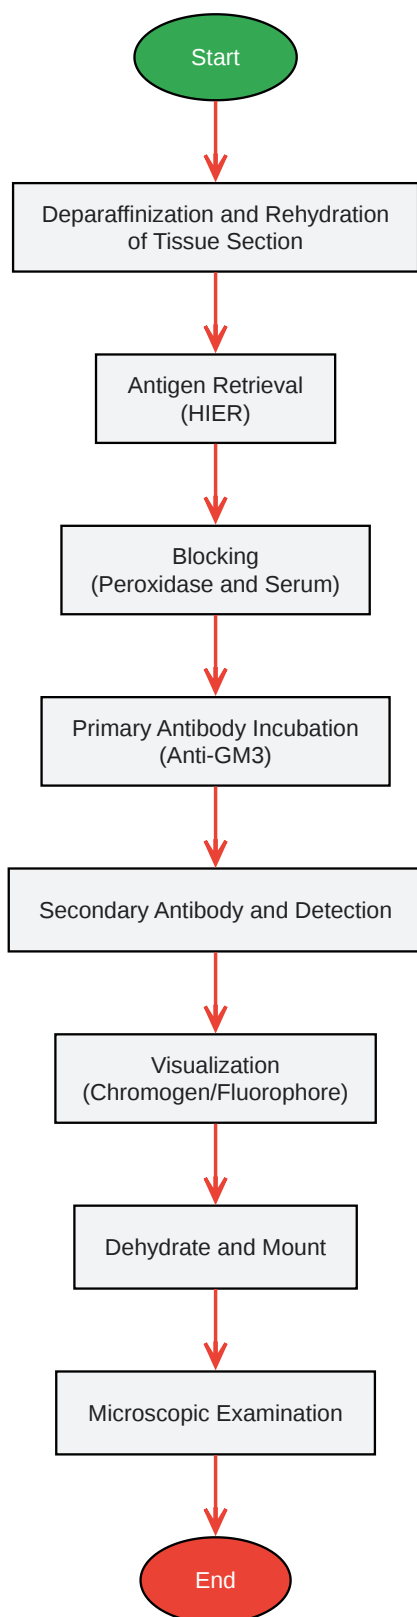 Start
Deparaffinization and Rehydration
of Tissue Section
Antigen Retrieval
(HIER)
Blocking
(Peroxidase and Serum)
Primary Antibody Incubation
(Anti-GM3)
Secondary Antibody and Detection
Visualization
(Chromogen/Fluorophore)
Dehydrate and Mount
Microscopic Examination
End